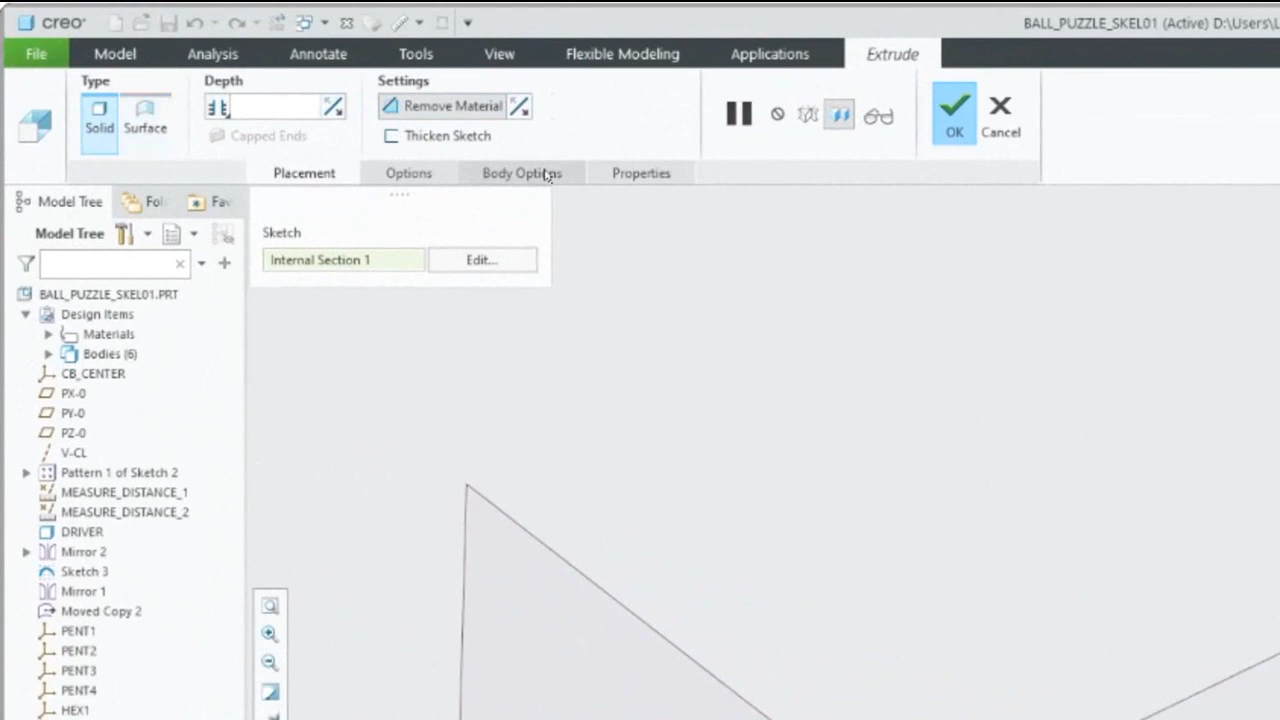 creo
BALL_PUZZLE_SKEL01 (Active) D:\Users\L
File Model Analysis Annotate Tools View Flexible Modeling Applications Extrude
Type Depth Settings
Solid Surface Remove Material OK Cancel
Capped Ends Thicken Sketch
Placement Options Body Options Properties
Model Tree Fol Fav
Model Tree
Sketch
Internal Section 1 Edit...
BALL_PUZZLE_SKEL01.PRT
Design Items
Materials
Bodies (6)
CB_CENTER
PX-0
PY-0
PZ-0
V-CL
Pattern 1 of Sketch 2
MEASURE_DISTANCE_1
MEASURE_DISTANCE_2
DRIVER
Mirror 2
Sketch 3
Mirror 1
Moved Copy 2
PENT1
PENT2
PENT3
PENT4
HEX1